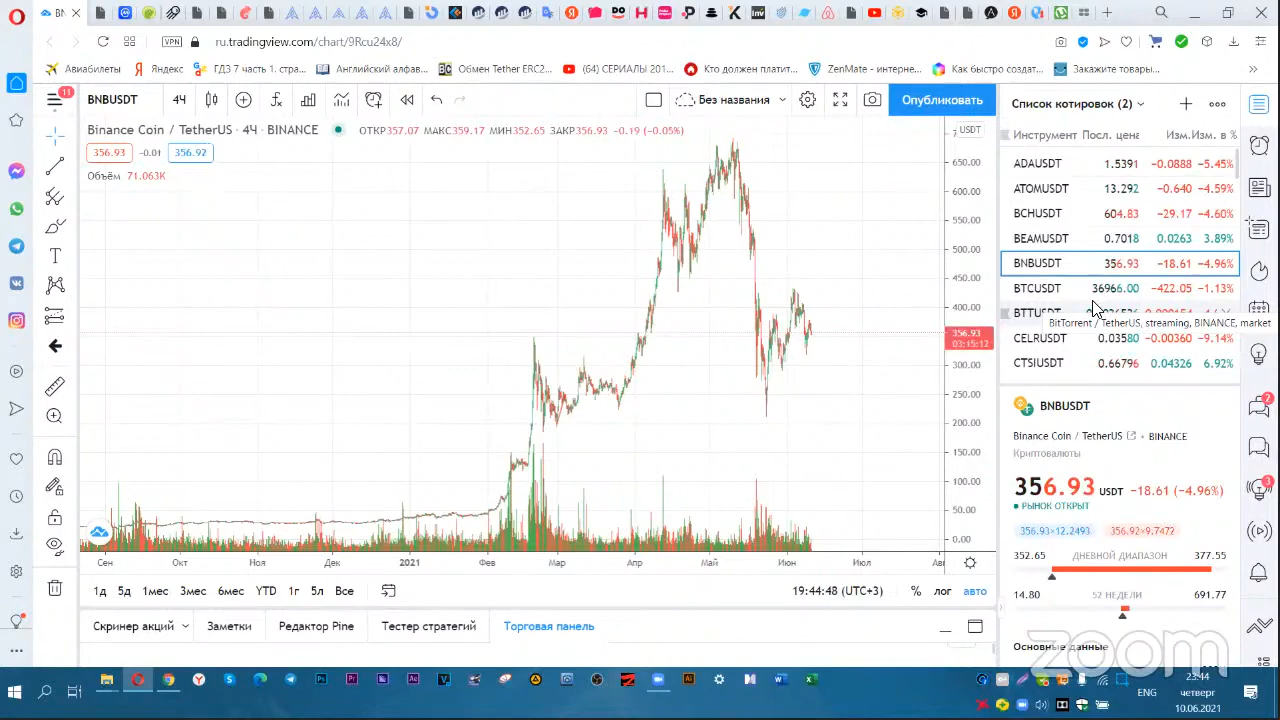 BN
ru.tradingview.com/chart/9Rcu24x8/
VPN
Авиабилеты
Яндекс
ГДЗ 7 часть 1. стра...
Английский алфав...
Обмен Tether ERC2...
(64) СЕРИАЛЫ 201...
Кто должен платит...
ZenMate - интерне...
Как быстро создат...
Закажите товары...
11
BNBUSDT
4Ч
Без названия
Опубликовать
Binance Coin / TetherUS · 4Ч · BINANCE
ОТКР357.07 МАКС359.17 МИН352.65 ЗАКР356.93 −0.19 (−0.05%)
356.93 -0.01 356.92
Объём 71.063K
USDT
650.00
600.00
550.00
500.00
450.00
400.00
356.93
03:15:12
350.00
300.00
250.00
200.00
150.00
100.00
50.00
0.00
Сен Окт Ноя Дек 2021 Фев Мар Апр Май Июн Июл Авг
1д 5д 1мес 3мес 6мес YTD 1г 5л Все
19:44:48 (UTC+3) % лог авто
Скринер акций Заметки Редактор Pine Тестер стратегий Торговая панель
Список котировок (2)
Инструмент Посл. цена Изм. Изм. в %
ADAUSDT 1.5391 −0.0888 −5.45%
ATOMUSDT 13.292 −0.640 −4.59%
BCHUSDT 604.83 −29.17 −4.60%
BEAMUSDT 0.7018 0.0263 3.89%
BNBUSDT 356.93 −18.61 −4.96%
BTCUSDT 36966.00 −422.05 −1.13%
BTTUSDT
BitTorrent / TetherUS, streaming, BINANCE, market
CELRUSDT 0.03580 −0.00360 −9.14%
CTSIUSDT 0.66796 0.04326 6.92%
BNBUSDT
Binance Coin / TetherUS • BINANCE
Криптовалюты
356.93 USDT −18.61 (−4.96%)
РЫНОК ОТКРЫТ
356.93×12.2493 356.92×9.7472
352.65 ДНЕВНОЙ ДИАПАЗОН 377.55
14.80 52 НЕДЕЛИ 691.77
Основные данные
2
3
zoom
ENG
23:44
четверг
10.06.2021